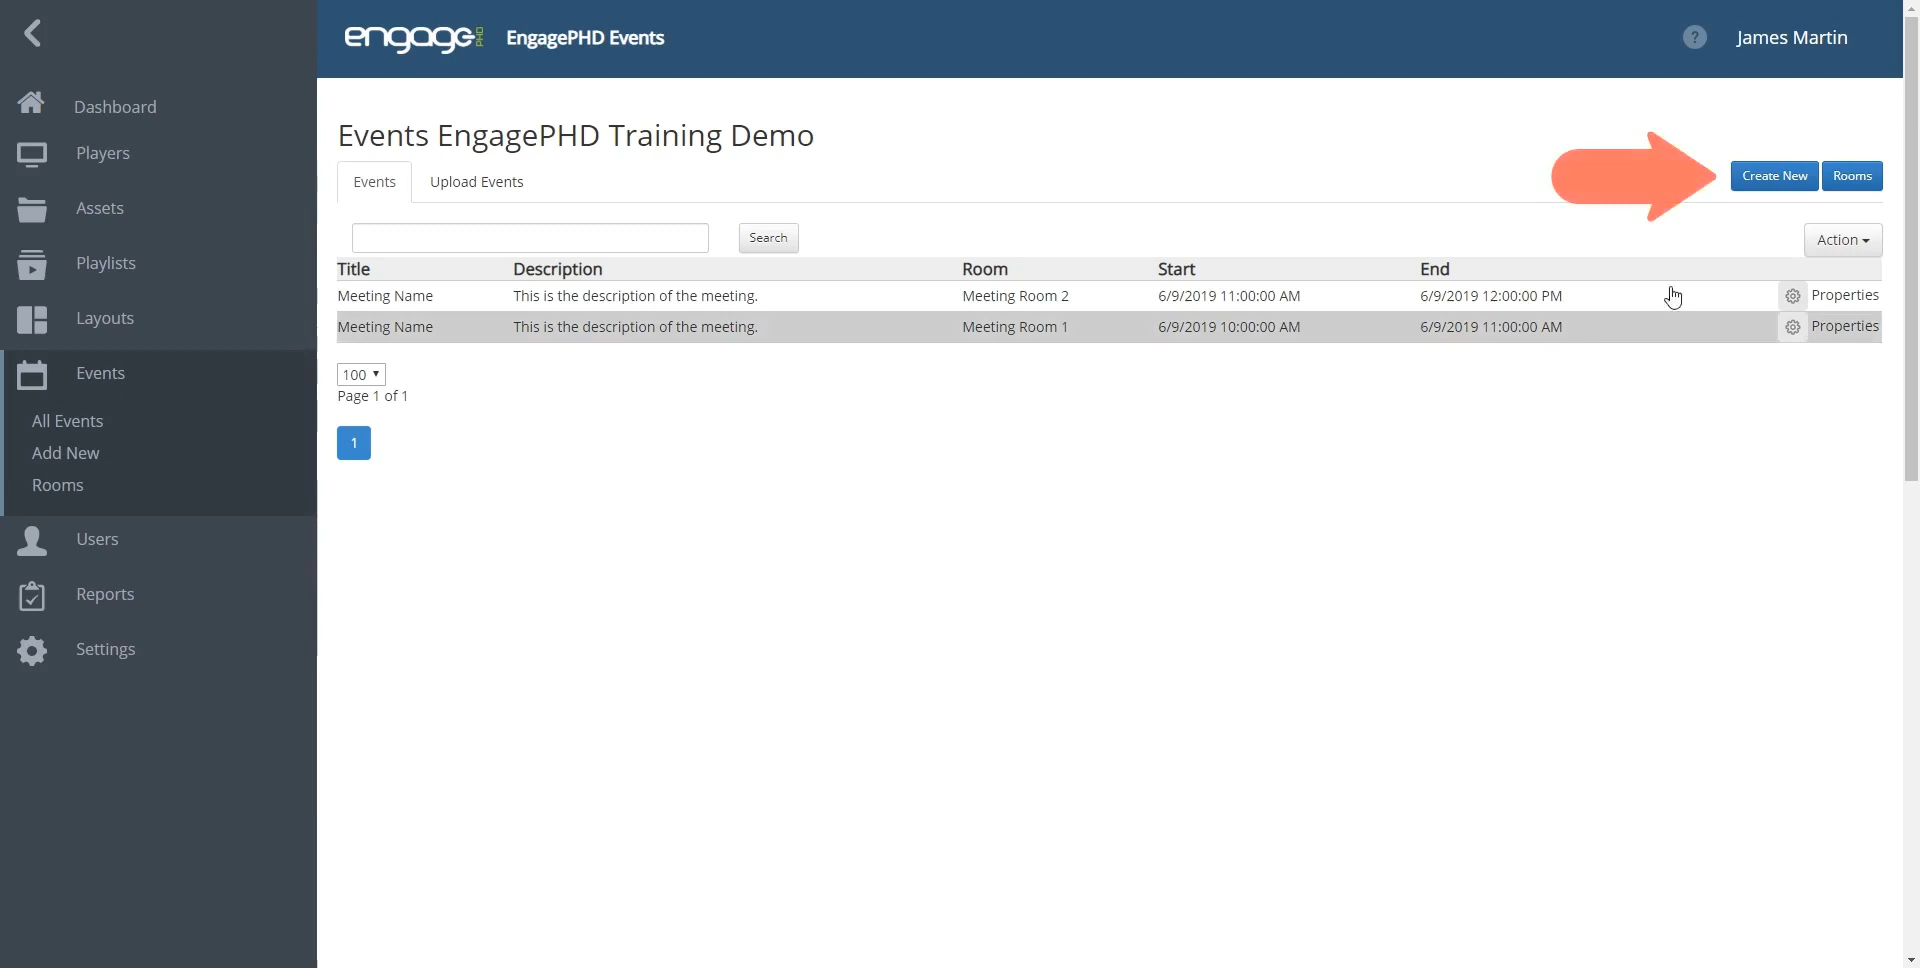 engage PHD EngagePHD Events
? James Martin
Dashboard
Players
Assets
Playlists
Layouts
Events
All Events
Add New
Rooms
Users
Reports
Settings
Events EngagePHD Training Demo
Events Upload Events
Create New Rooms
Search
Action
Title Description Room Start End
Meeting Name This is the description of the meeting. Meeting Room 2 6/9/2019 11:00:00 AM 6/9/2019 12:00:00 PM Properties
Meeting Name This is the description of the meeting. Meeting Room 1 6/9/2019 10:00:00 AM 6/9/2019 11:00:00 AM Properties
100
Page 1 of 1
1